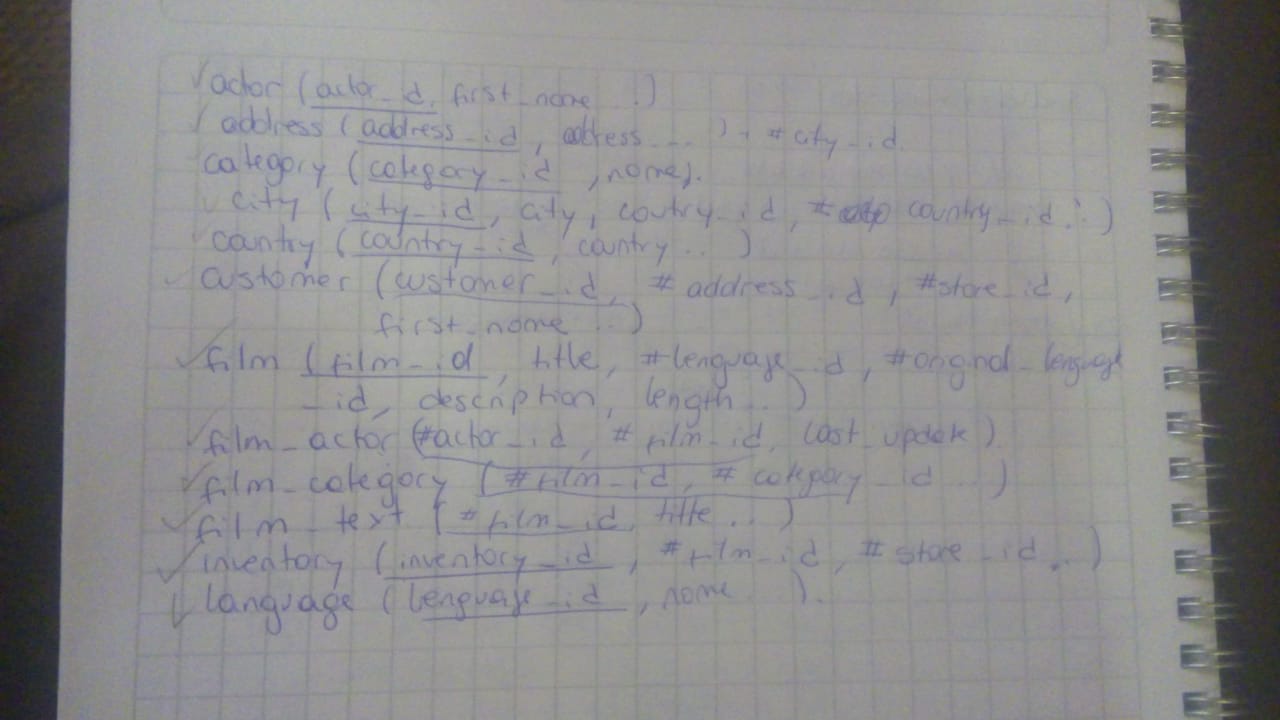 ✓ actor (actor_id, first_name ...)
✓ address (address_id, address ...) , #city_id.
category (category_id, name).
✓ city (city_id, city, coutry_id, # country_id..)
✓ country (country_id, country...)
✓ customer (customer_id, #address_id, #store_id,
first_name ...)
✓ film (film_id, title, #lenguaje_id, #original_lenguaje
_id, description, length...)
✓ film_actor (#actor_id, #film_id, last_update).
✓ film_category (#film_id, #category_id ...)
✓ film_text (#film_id, title...)
✓ inventory (inventory_id, #film_id, #store_id...)
✓ language (lenguaje_id, name ).